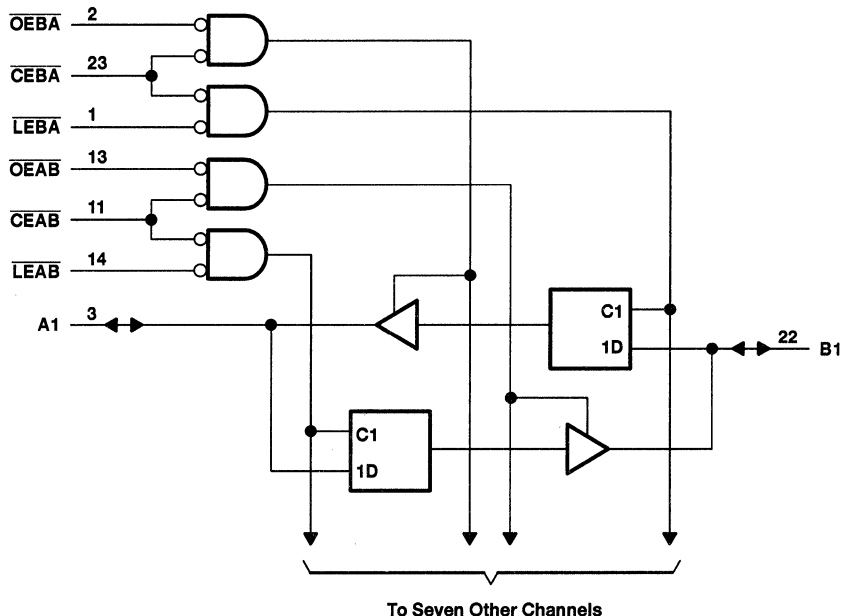 OEBA 2
CEBA 23
LEBA 1
OEAB 13
CEAB 11
LEAB 14
A1 3
C1
1D
22 B1
C1
1D
To Seven Other Channels